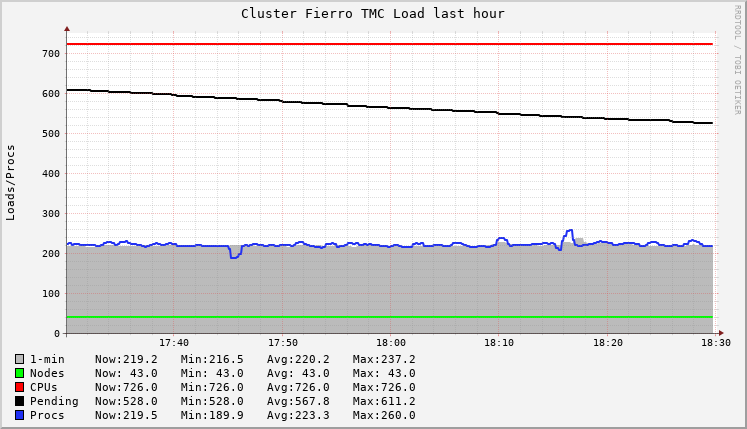 Cluster Fierro TMC Load last hour
RRDTOOL / TOBI OETIKER
Loads/Procs
700
600
500
400
300
200
100
0
17:40 17:50 18:00 18:10 18:20 18:30
1-min Now:219.2 Min:216.5 Avg:220.2 Max:237.2
Nodes Now: 43.0 Min: 43.0 Avg: 43.0 Max: 43.0
CPUs Now:726.0 Min:726.0 Avg:726.0 Max:726.0
Pending Now:528.0 Min:528.0 Avg:567.8 Max:611.2
Procs Now:219.5 Min:189.9 Avg:223.3 Max:260.0